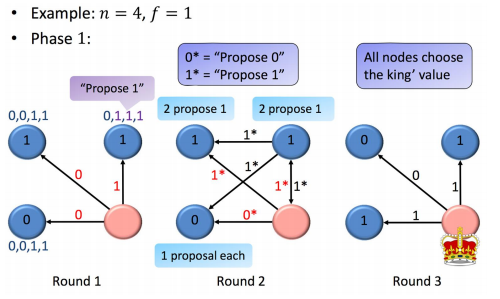 • Example: n = 4, f = 1
• Phase 1:
"Propose 1"
0* = "Propose 0"
1* = "Propose 1"
All nodes choose
the king' value
0,0,1,1
0,1,1,1
2 propose 1
2 propose 1
1
1
1
1* 
1
0
1
1*
0
1*
1*
1*
0
1
1
0
0
0
0*
1
1
0,0,1,1
1 proposal each
Round 1
Round 2
Round 3